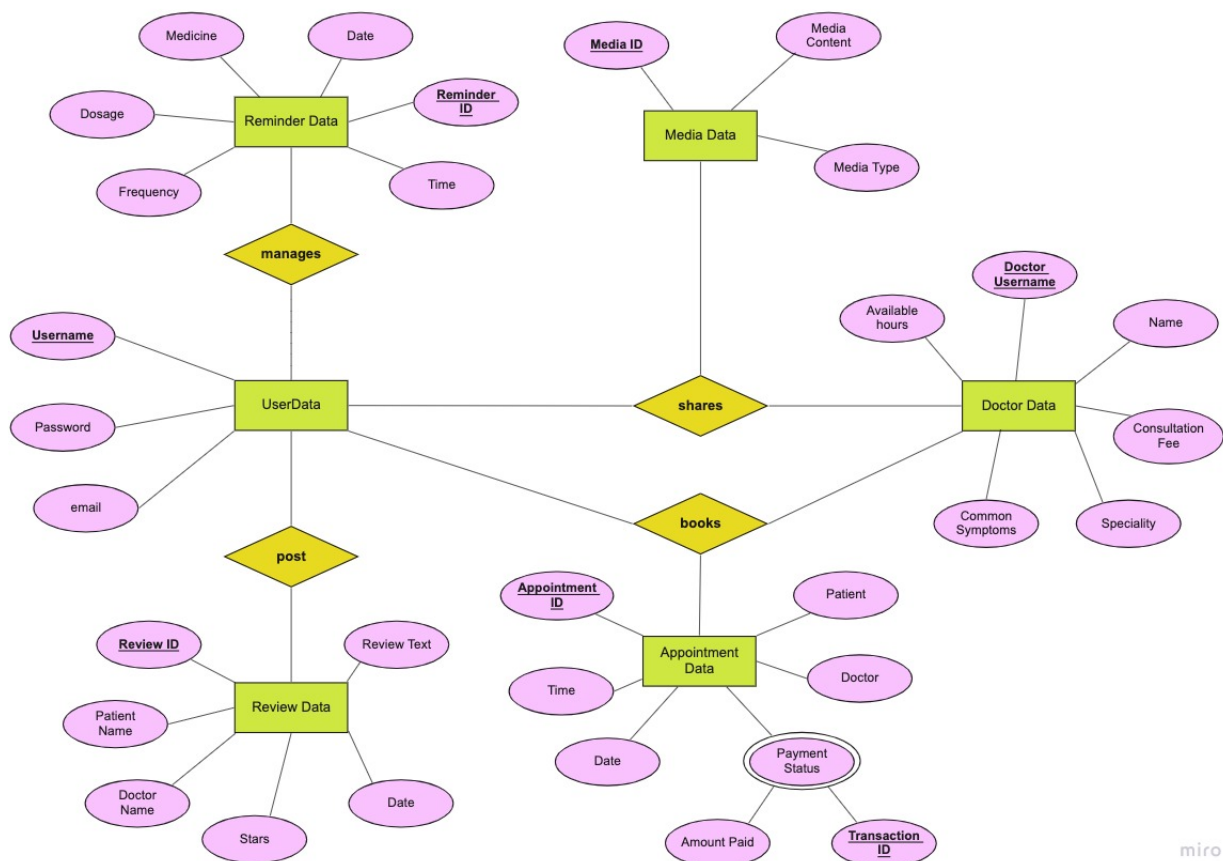 Medicine
Date
Media ID
Media
Content
Dosage
Reminder Data
Reminder
ID
Media Data
Frequency
Time
Media Type
manages
Doctor
Username
Available
hours
Name
Username
UserData
shares
Doctor Data
Password
Consultation
Fee
email
Common
Symptoms
Speciality
books
post
Appointment
ID
Patient
Review ID
Review Text
Appointment
Data
Doctor
Time
Patient
Name
Review Data
Date
Payment
Status
Doctor
Name
Date
Stars
Amount Paid
Transaction
ID
miro